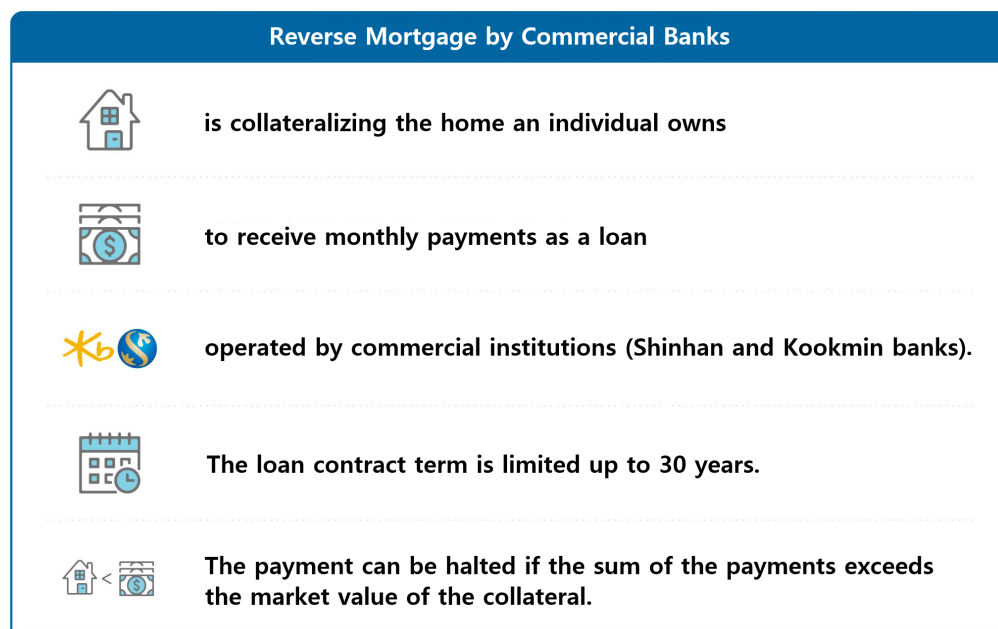 Reverse Mortgage by Commercial Banks
is collateralizing the home an individual owns
to receive monthly payments as a loan
operated by commercial institutions (Shinhan and Kookmin banks).
The loan contract term is limited up to 30 years.
The payment can be halted if the sum of the payments exceeds
the market value of the collateral.